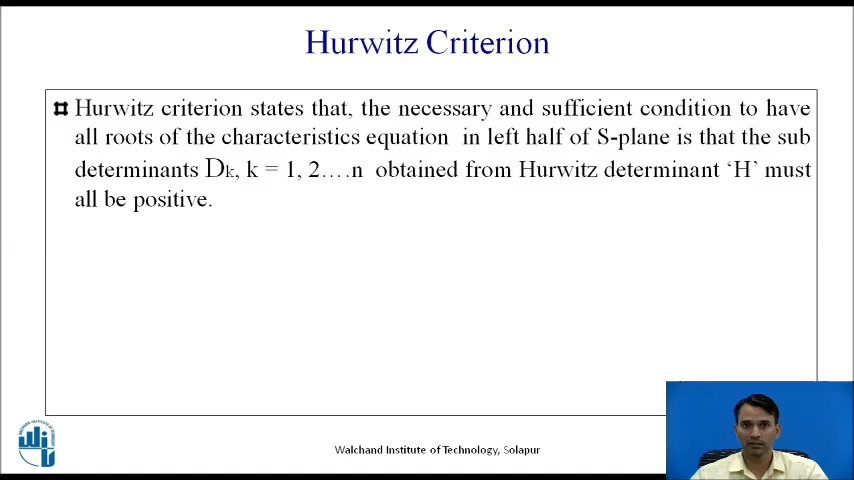 Hurwitz Criterion
Hurwitz criterion states that, the necessary and sufficient condition to have
all roots of the characteristics equation in left half of S-plane is that the sub
determinants Dk, k = 1, 2….n obtained from Hurwitz determinant ‘H’ must
all be positive.
Walchand Institute of Technology, Solapur